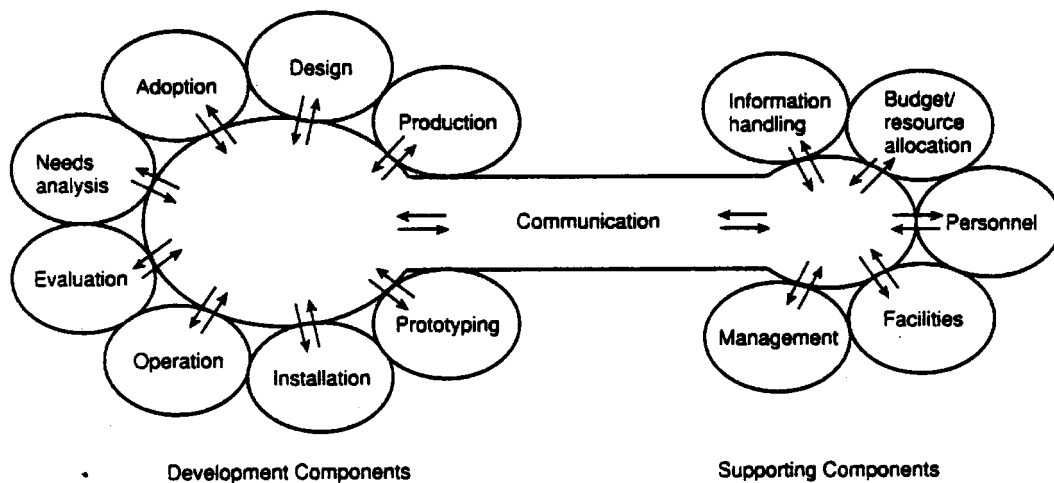 Design
Adoption
Production
Needs
analysis
Evaluation
Operation
Installation
Prototyping
Communication
Information
handling
Budget/
resource
allocation
Personnel
Facilities
Management
Development Components
Supporting Components